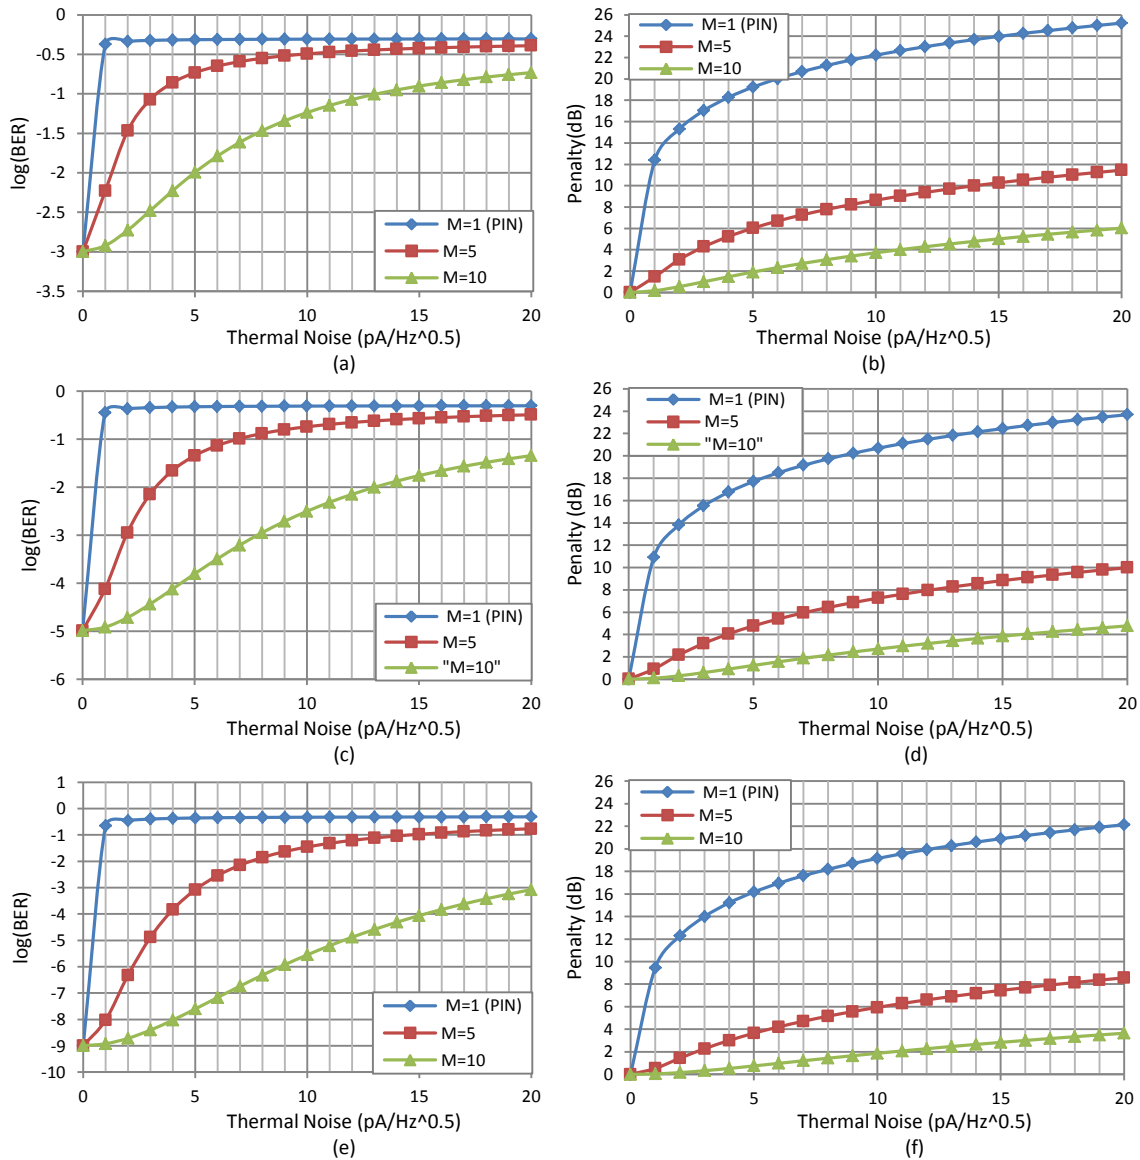 0
-0.5
-1
-1.5
-2
-2.5
-3
-3.5
log(BER)
M=1 (PIN)
M=5
M=10
0 5 10 15 20
Thermal Noise (pA/Hz^0.5)
(a)
26
24
22
20
18
16
14
12
10
8
6
4
2
0
Penalty(dB)
M=1 (PIN)
M=5
M=10
0 5 10 15 20
Thermal Noise (pA/Hz^0.5)
(b)
0
-1
-2
-3
-4
-5
-6
log(BER)
M=1 (PIN)
M=5
"M=10"
0 5 10 15 20
Thermal Noise (pA/Hz^0.5)
(c)
26
24
22
20
18
16
14
12
10
8
6
4
2
0
Penalty (dB)
M=1 (PIN)
M=5
"M=10"
0 5 10 15 20
Thermal Noise (pA/Hz^0.5)
(d)
1
0
-1
-2
-3
-4
-5
-6
-7
-8
-9
-10
log(BER)
M=1 (PIN)
M=5
M=10
0 5 10 15 20
Thermal Noise (pA/Hz^0.5)
(e)
26
24
22
20
18
16
14
12
10
8
6
4
2
0
Penalty (dB)
M=1 (PIN)
M=5
M=10
0 5 10 15 20
Thermal Noise (pA/Hz^0.5)
(f)